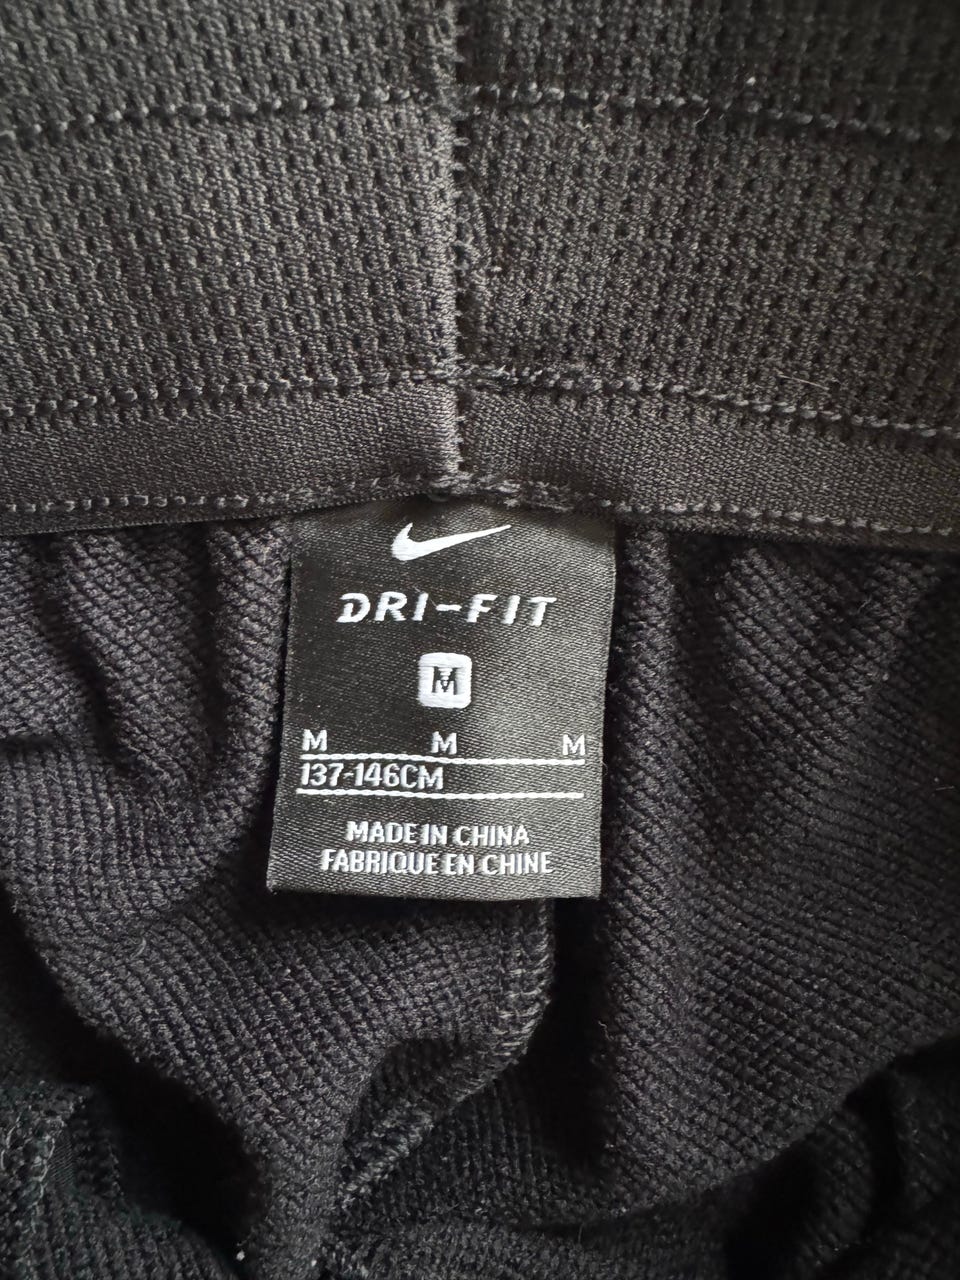 DRI-FIT
M
M M M
137-146CM
MADE IN CHINA
FABRIQUE EN CHINE